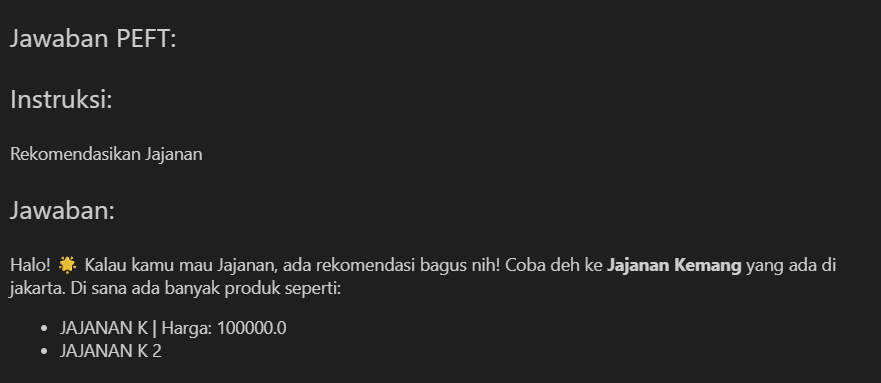 Jawaban PEFT:
Instruksi:
Rekomendasikan Jajanan
Jawaban:
Halo! 🌟 Kalau kamu mau Jajanan, ada rekomendasi bagus nih! Coba deh ke Jajanan Kemang yang ada di
jakarta. Di sana ada banyak produk seperti:
• JAJANAN K | Harga: 100000.0
• JAJANAN K 2